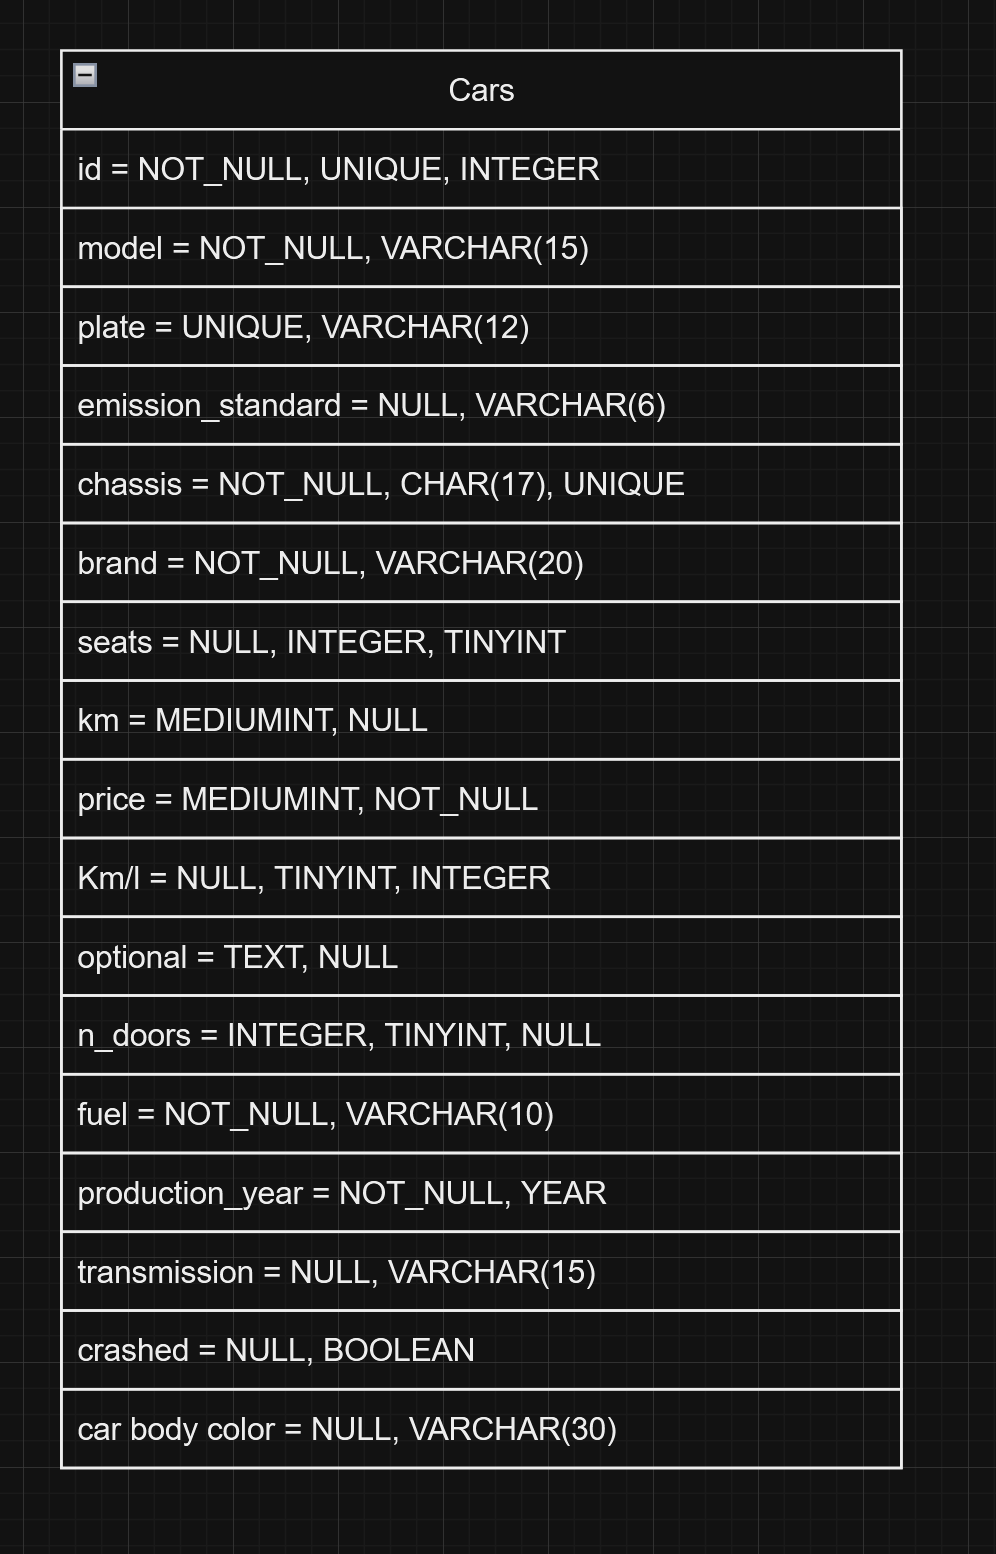 Cars
id = NOT_NULL, UNIQUE, INTEGER
model = NOT_NULL, VARCHAR(15)
plate = UNIQUE, VARCHAR(12)
emission_standard = NULL, VARCHAR(6)
chassis = NOT_NULL, CHAR(17), UNIQUE
brand = NOT_NULL, VARCHAR(20)
seats = NULL, INTEGER, TINYINT
km = MEDIUMINT, NULL
price = MEDIUMINT, NOT_NULL
Km/l = NULL, TINYINT, INTEGER
optional = TEXT, NULL
n_doors = INTEGER, TINYINT, NULL
fuel = NOT_NULL, VARCHAR(10)
production_year = NOT_NULL, YEAR
transmission = NULL, VARCHAR(15)
crashed = NULL, BOOLEAN
car body color = NULL, VARCHAR(30)